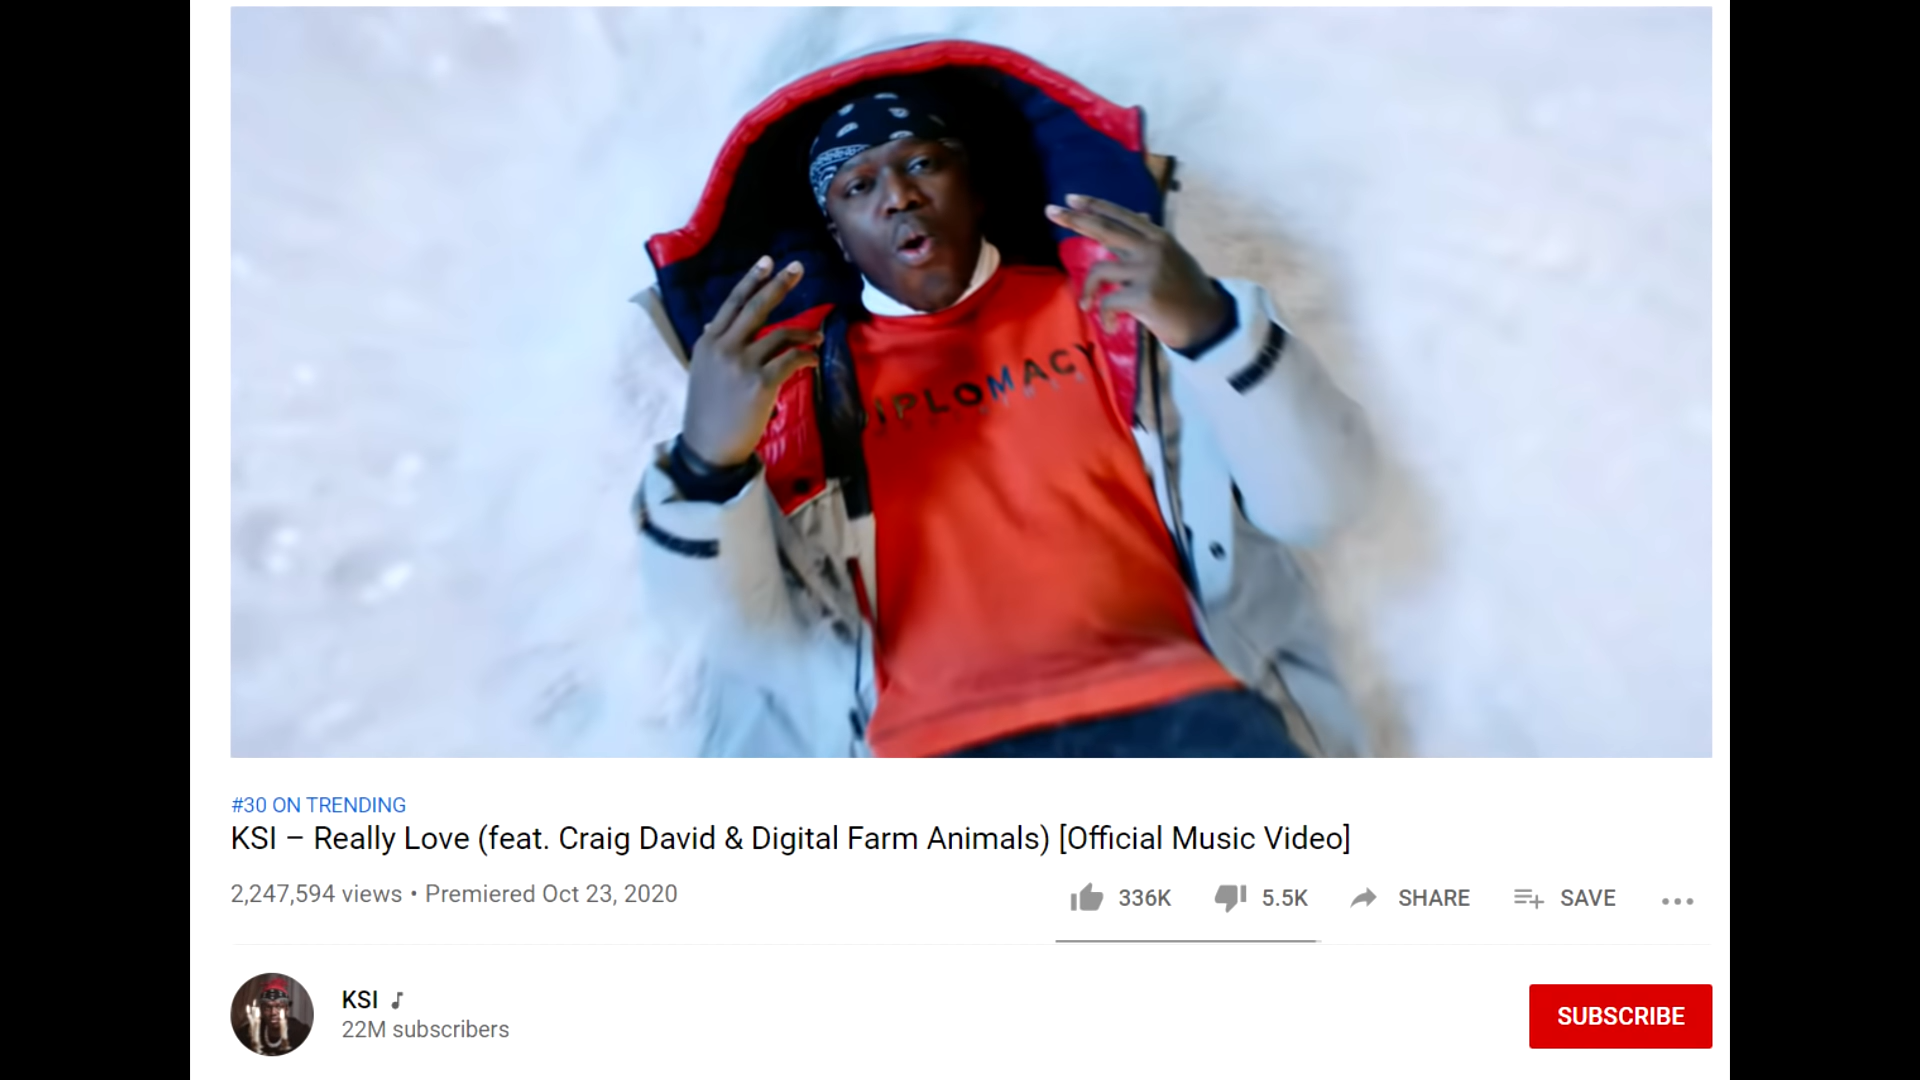 DIPLOMACY
#30 ON TRENDING
KSI – Really Love (feat. Craig David & Digital Farm Animals) [Official Music Video]
2,247,594 views • Premiered Oct 23, 2020
336K 5.5K SHARE SAVE
KSI
22M subscribers
SUBSCRIBE